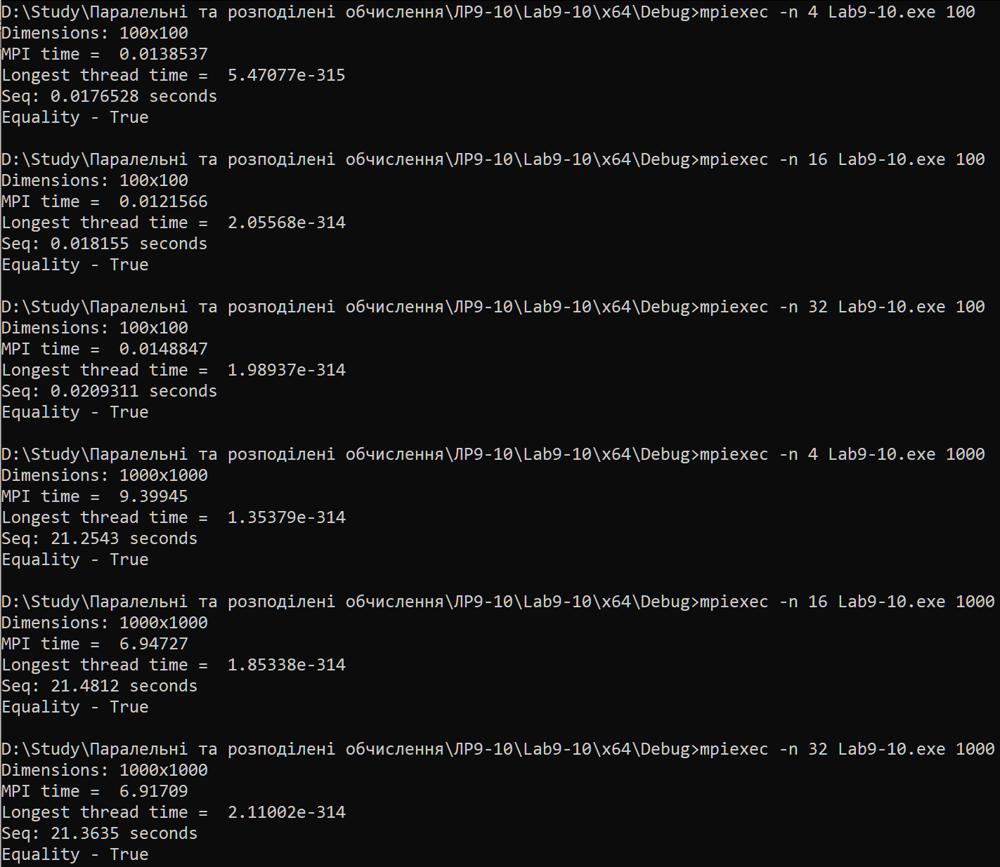 D:\Study\Паралельні та розподілені обчислення\ЛР9-10\Lab9-10\x64\Debug>mpiexec -n 4 Lab9-10.exe 100
Dimensions: 100x100
MPI time =  0.0138537
Longest thread time =  5.47077e-315
Seq: 0.0176528 seconds
Equality - True

D:\Study\Паралельні та розподілені обчислення\ЛР9-10\Lab9-10\x64\Debug>mpiexec -n 16 Lab9-10.exe 100
Dimensions: 100x100
MPI time =  0.0121566
Longest thread time =  2.05568e-314
Seq: 0.018155 seconds
Equality - True

D:\Study\Паралельні та розподілені обчислення\ЛР9-10\Lab9-10\x64\Debug>mpiexec -n 32 Lab9-10.exe 100
Dimensions: 100x100
MPI time =  0.0148847
Longest thread time =  1.98937e-314
Seq: 0.0209311 seconds
Equality - True

D:\Study\Паралельні та розподілені обчислення\ЛР9-10\Lab9-10\x64\Debug>mpiexec -n 4 Lab9-10.exe 1000
Dimensions: 1000x1000
MPI time =  9.39945
Longest thread time =  1.35379e-314
Seq: 21.2543 seconds
Equality - True

D:\Study\Паралельні та розподілені обчислення\ЛР9-10\Lab9-10\x64\Debug>mpiexec -n 16 Lab9-10.exe 1000
Dimensions: 1000x1000
MPI time =  6.94727
Longest thread time =  1.85338e-314
Seq: 21.4812 seconds
Equality - True

D:\Study\Паралельні та розподілені обчислення\ЛР9-10\Lab9-10\x64\Debug>mpiexec -n 32 Lab9-10.exe 1000
Dimensions: 1000x1000
MPI time =  6.91709
Longest thread time =  2.11002e-314
Seq: 21.3635 seconds
Equality - True